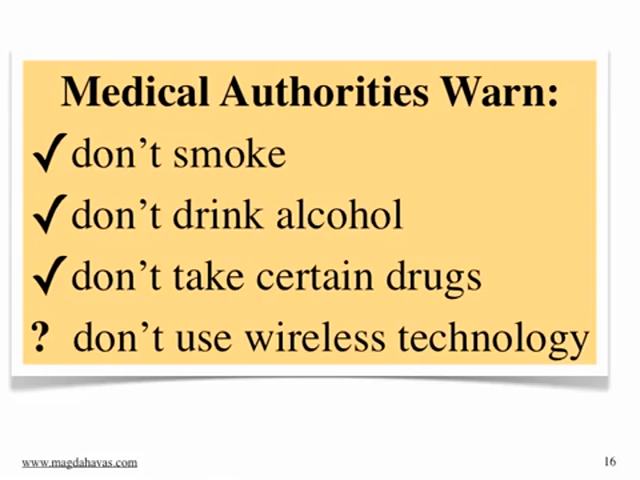 Medical Authorities Warn:
✓ don't smoke
✓ don't drink alcohol
✓ don't take certain drugs
? don't use wireless technology
www.magdahavas.com
16